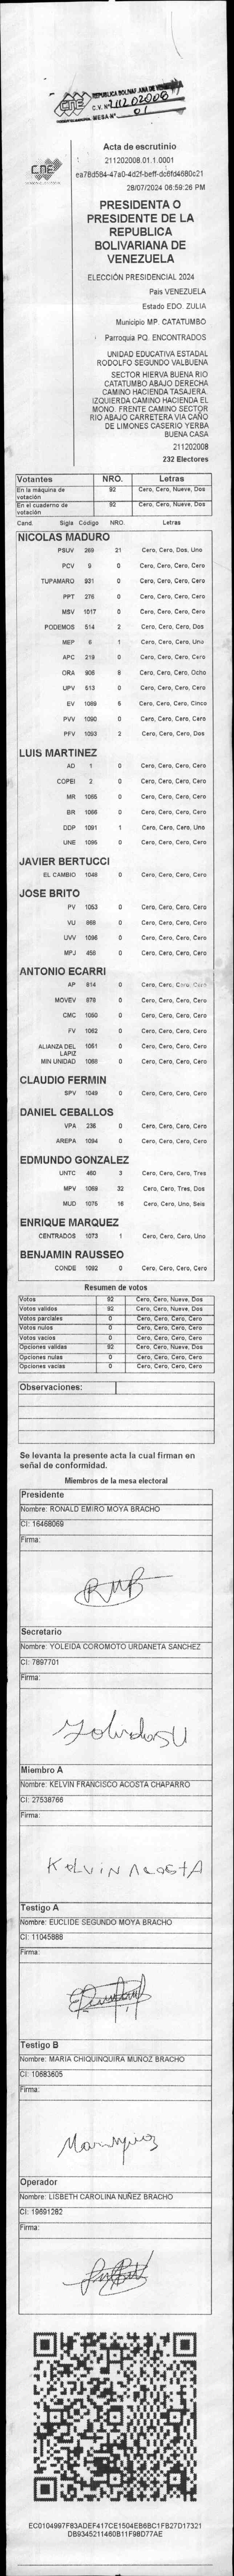 REPUBLICA BOLIVARIANA DE VENEZUELA
CNE
C.V. Nº 211202008
MESA Nº 01
Acta de escrutinio
CNE
211202008.01.1.0001
28/07/2024 06:59:26 PM
PRESIDENTA O
PRESIDENTE DE LA
REPUBLICA
BOLIVARIANA DE
VENEZUELA
ELECCIÓN PRESIDENCIAL 2024
Pais VENEZUELA
Estado EDO. ZULIA
Municipio MP. CATATUMBO
Parroquia PQ. ENCONTRADOS
UNIDAD EDUCATIVA ESTADAL
RODOLFO SEGUNDO VALBUENA
SECTOR HIERVA BUENA RIO
CATATUMBO ABAJO DERECHA
CAMINO HACIENDA TASAJERA,
IZQUIERDA CAMINO HACIENDA EL
MONO. FRENTE CAMINO SECTOR
RIO ABAJO CARRETERA VIA CAÑO
DE LIMONES CASERIO YERBA
BUENA CASA
211202008
232 Electores
Votantes NRO. Letras
En la máquina de votación 92 Cero, Cero, Nueve, Dos
En el cuaderno de votación 92 Cero, Cero, Nueve, Dos
Cand. Sigla Código NRO. Letras
NICOLAS MADURO
PSUV 269 21 Cero, Cero, Dos, Uno
PCV 9 0 Cero, Cero, Cero, Cero
TUPAMARO 931 0 Cero, Cero, Cero, Cero
PPT 276 0 Cero, Cero, Cero, Cero
MSV 1017 0 Cero, Cero, Cero, Cero
PODEMOS 514 2 Cero, Cero, Cero, Dos
MEP 6 1 Cero, Cero, Cero, Uno
APC 219 0 Cero, Cero, Cero, Cero
ORA 906 8 Cero, Cero, Cero, Ocho
UPV 513 0 Cero, Cero, Cero, Cero
EV 1089 5 Cero, Cero, Cero, Cinco
PVV 1090 0 Cero, Cero, Cero, Cero
PFV 1093 2 Cero, Cero, Cero, Dos
LUIS MARTINEZ
AD 1 0 Cero, Cero, Cero, Cero
COPEI 2 0 Cero, Cero, Cero, Cero
MR 1065 0 Cero, Cero, Cero, Cero
BR 1066 0 Cero, Cero, Cero, Cero
DDP 1091 1 Cero, Cero, Cero, Uno
UNE 1095 0 Cero, Cero, Cero, Cero
JAVIER BERTUCCI
EL CAMBIO 1048 0 Cero, Cero, Cero, Cero
JOSE BRITO
PV 1053 0 Cero, Cero, Cero, Cero
VU 969 0 Cero, Cero, Cero, Cero
UVV 1096 0 Cero, Cero, Cero, Cero
MPJ 458 0 Cero, Cero, Cero, Cero
ANTONIO ECARRI
AP 814 0 Cero, Cero, Cero, Cero
MOVEV 979 0 Cero, Cero, Cero, Cero
CMC 1060 0 Cero, Cero, Cero, Cero
FV 1062 0 Cero, Cero, Cero, Cero
ALIANZA DEL LAPIZ 1051 0 Cero, Cero, Cero, Cero
MIN UNIDAD 1088 0 Cero, Cero, Cero, Cero
CLAUDIO FERMIN
SPV 1049 0 Cero, Cero, Cero, Cero
DANIEL CEBALLOS
VPA 236 0 Cero, Cero, Cero, Cero
AREPA 1094 0 Cero, Cero, Cero, Cero
EDMUNDO GONZALEZ
UNTC 460 3 Cero, Cero, Cero, Tres
MPV 1069 32 Cero, Cero, Tres, Dos
MUD 1075 16 Cero, Cero, Uno, Seis
ENRIQUE MARQUEZ
CENTRADOS 1073 1 Cero, Cero, Cero, Uno
BENJAMIN RAUSSEO
CONDE 1092 0 Cero, Cero, Cero, Cero
Resumen de votos
Votos 92 Cero, Cero, Nueve, Dos
Votos validos 92 Cero, Cero, Nueve, Dos
Votos parciales 0 Cero, Cero, Cero, Cero
Votos nulos 0 Cero, Cero, Cero, Cero
Votos vacios 0 Cero, Cero, Cero, Cero
Opciones validas 92 Cero, Cero, Nueve, Dos
Opciones nulas 0 Cero, Cero, Cero, Cero
Opciones vacias 0 Cero, Cero, Cero, Cero
Observaciones:
Se levanta la presente acta la cual firman en
señal de conformidad.
Miembros de la mesa electoral
Presidente
Nombre: RONALD EMIRO MOYA BRACHO
CI: 16468069
Firma:
RMB
Secretario
Nombre: YOLEIDA COROMOTO URDANETA SANCHEZ
CI: 7897701
Firma:
Miembro A
Nombre: KELVIN FRANCISCO ACOSTA CHAPARRO
CI: 27538766
Firma:
KELVIN ACOSTA
Testigo A
Nombre: EUCLIDE SEGUNDO MOYA BRACHO
CI: 11045888
Firma:
Testigo B
Nombre: MARIA CHIQUINQUIRA MUNOZ BRACHO
CI: 10683605
Firma:
Operador
Nombre: LISBETH CAROLINA NUÑEZ BRACHO
CI: 19691282
Firma:
EC0104997F83ADEF417CE1504EB6BC1FB27D17321
DB9345211460B11F98D77AE